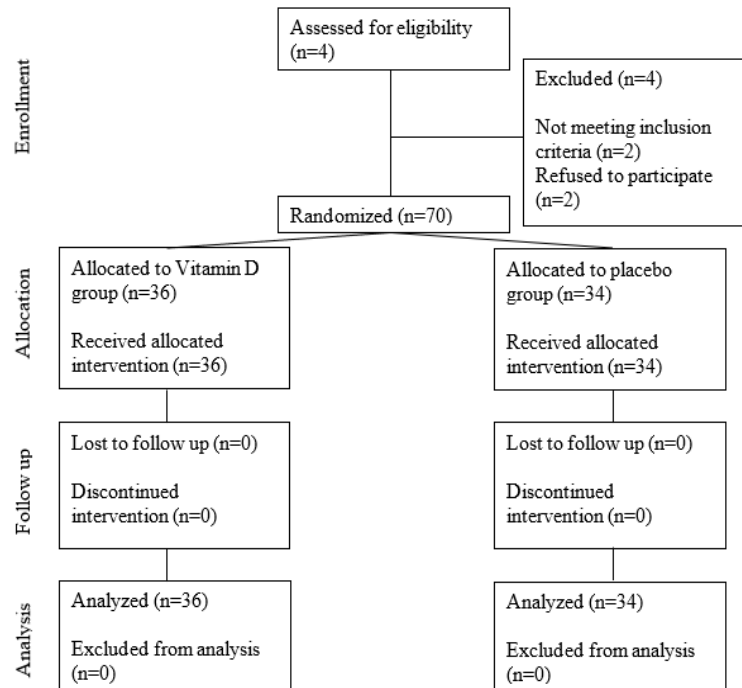 Enrollment
Assessed for eligibility
(n=4)
Excluded (n=4)
Not meeting inclusion
criteria (n=2)
Refused to participate
(n=2)
Randomized (n=70)
Allocation
Allocated to Vitamin D
group (n=36)
Received allocated
intervention (n=36)
Allocated to placebo
group (n=34)
Received allocated
intervention (n=34)
Follow up
Lost to follow up (n=0)
Discontinued
intervention (n=0)
Lost to follow up (n=0)
Discontinued
intervention (n=0)
Analysis
Analyzed (n=36)
Excluded from analysis
(n=0)
Analyzed (n=34)
Excluded from analysis
(n=0)